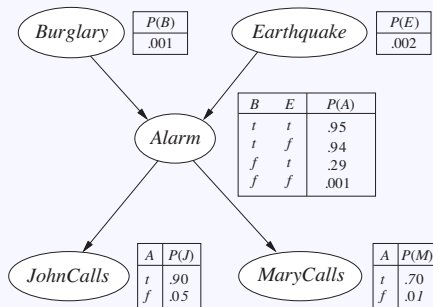 Burglary
P(B)
.001
Earthquake
P(E)
.002
Alarm
B E P(A)
t t .95
t f .94
f t .29
f f .001
JohnCalls
A P(J)
t .90
f .05
MaryCalls
A P(M)
t .70
f .01